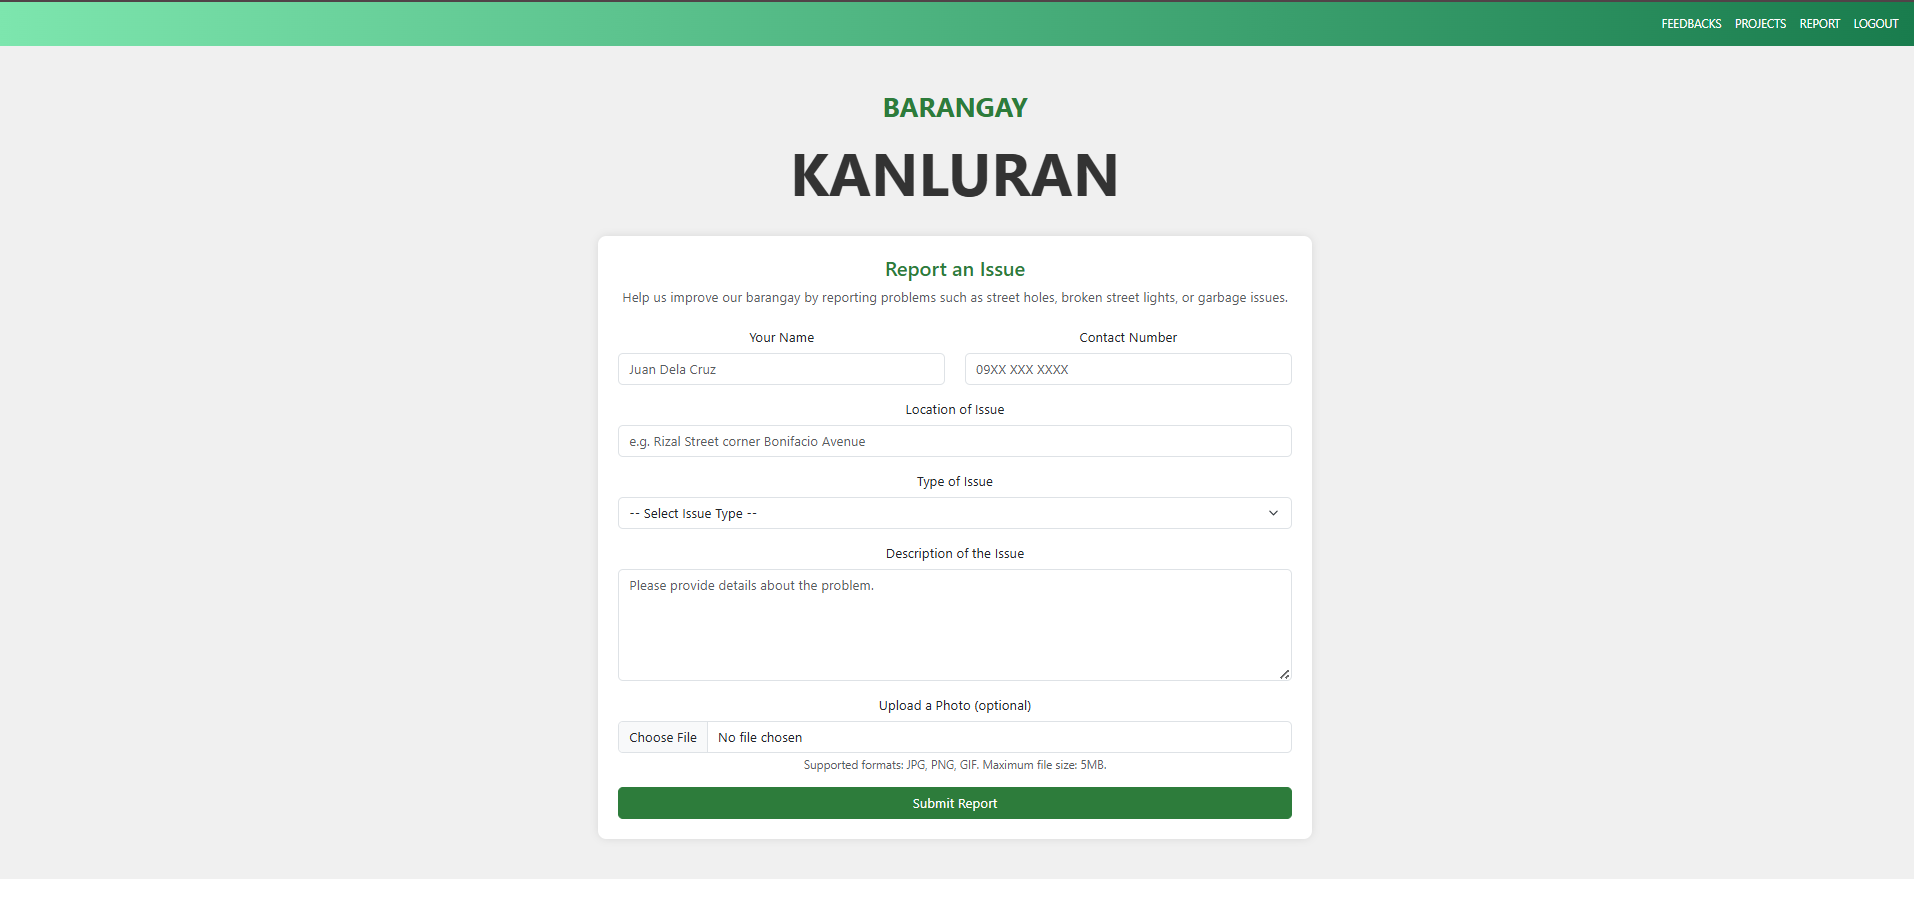 FEEDBACKS PROJECTS REPORT LOGOUT
BARANGAY
KANLURAN
Report an Issue
Help us improve our barangay by reporting problems such as street holes, broken street lights, or garbage issues.
Your Name Contact Number
Juan Dela Cruz 09XX XXX XXXX
Location of Issue
e.g. Rizal Street corner Bonifacio Avenue
Type of Issue
-- Select Issue Type --
Description of the Issue
Please provide details about the problem.
Upload a Photo (optional)
Choose File No file chosen
Supported formats: JPG, PNG, GIF. Maximum file size: 5MB.
Submit Report